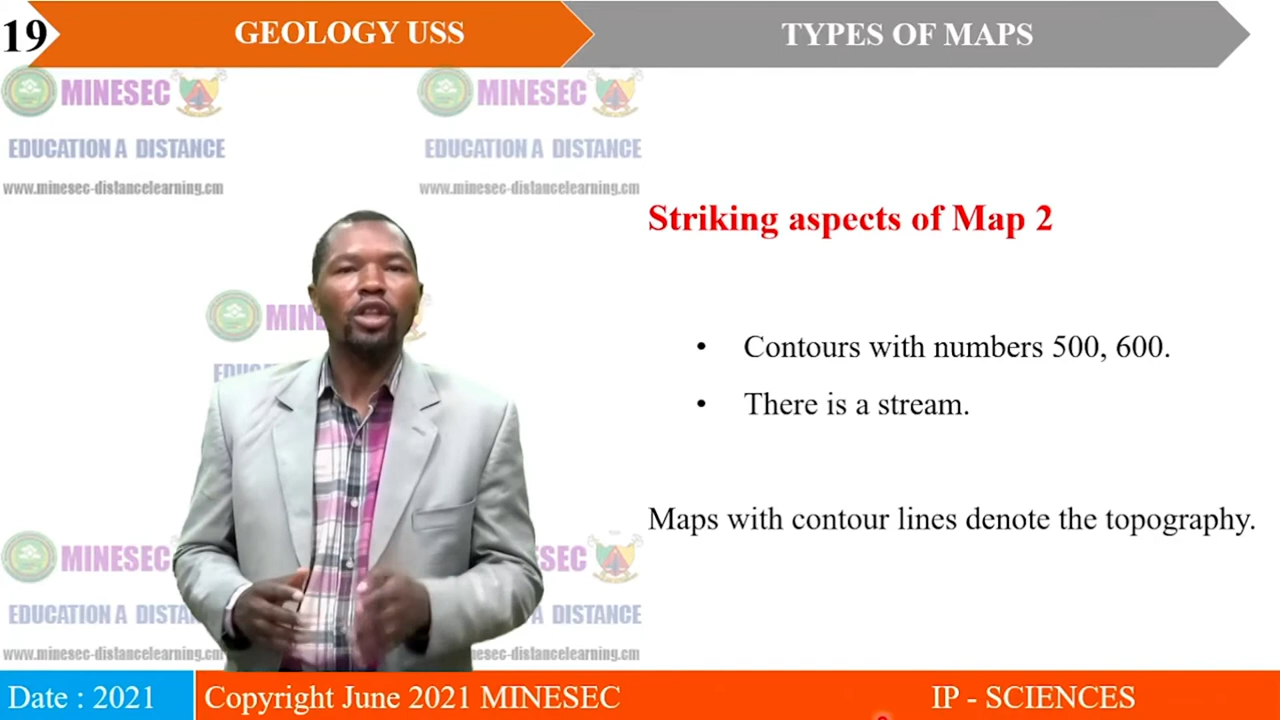 19
GEOLOGY USS
TYPES OF MAPS
MINESEC
MINESEC
EDUCATION A DISTANCE
EDUCATION A DISTANCE
www.minesec-distancelearning.cm
www.minesec-distancelearning.cm
Striking aspects of Map 2
MIN
EDUC
• Contours with numbers 500, 600.
• There is a stream.
Maps with contour lines denote the topography.
MINESEC
SEC
EDUCATION A DISTA
A DISTANCE
www.minesec-distancelearning.cm
esec-distancelearning.cm
Date : 2021
Copyright June 2021 MINESEC
IP - SCIENCES